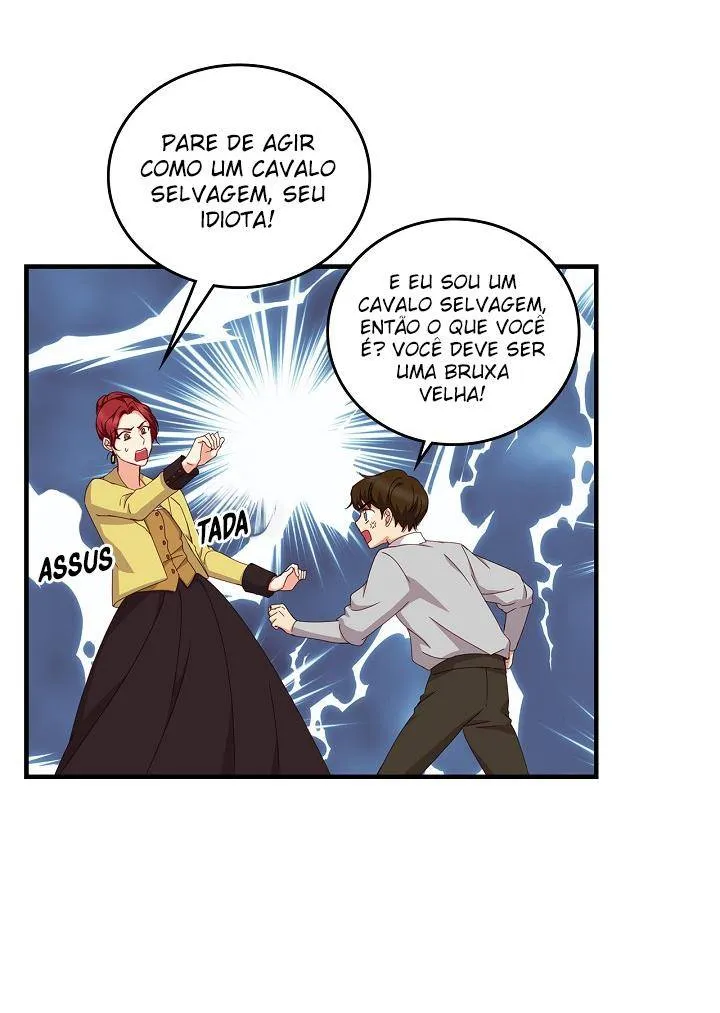 PARE DE AGIR
COMO UM CAVALO
SELVAGEM, SEU
IDIOTA!
E EU SOU UM
CAVALO SELVAGEM,
ENTÃO O QUE VOCÊ
É? VOCÊ DEVE SER
UMA BRUXA
VELHA!
ASSUS
TADA